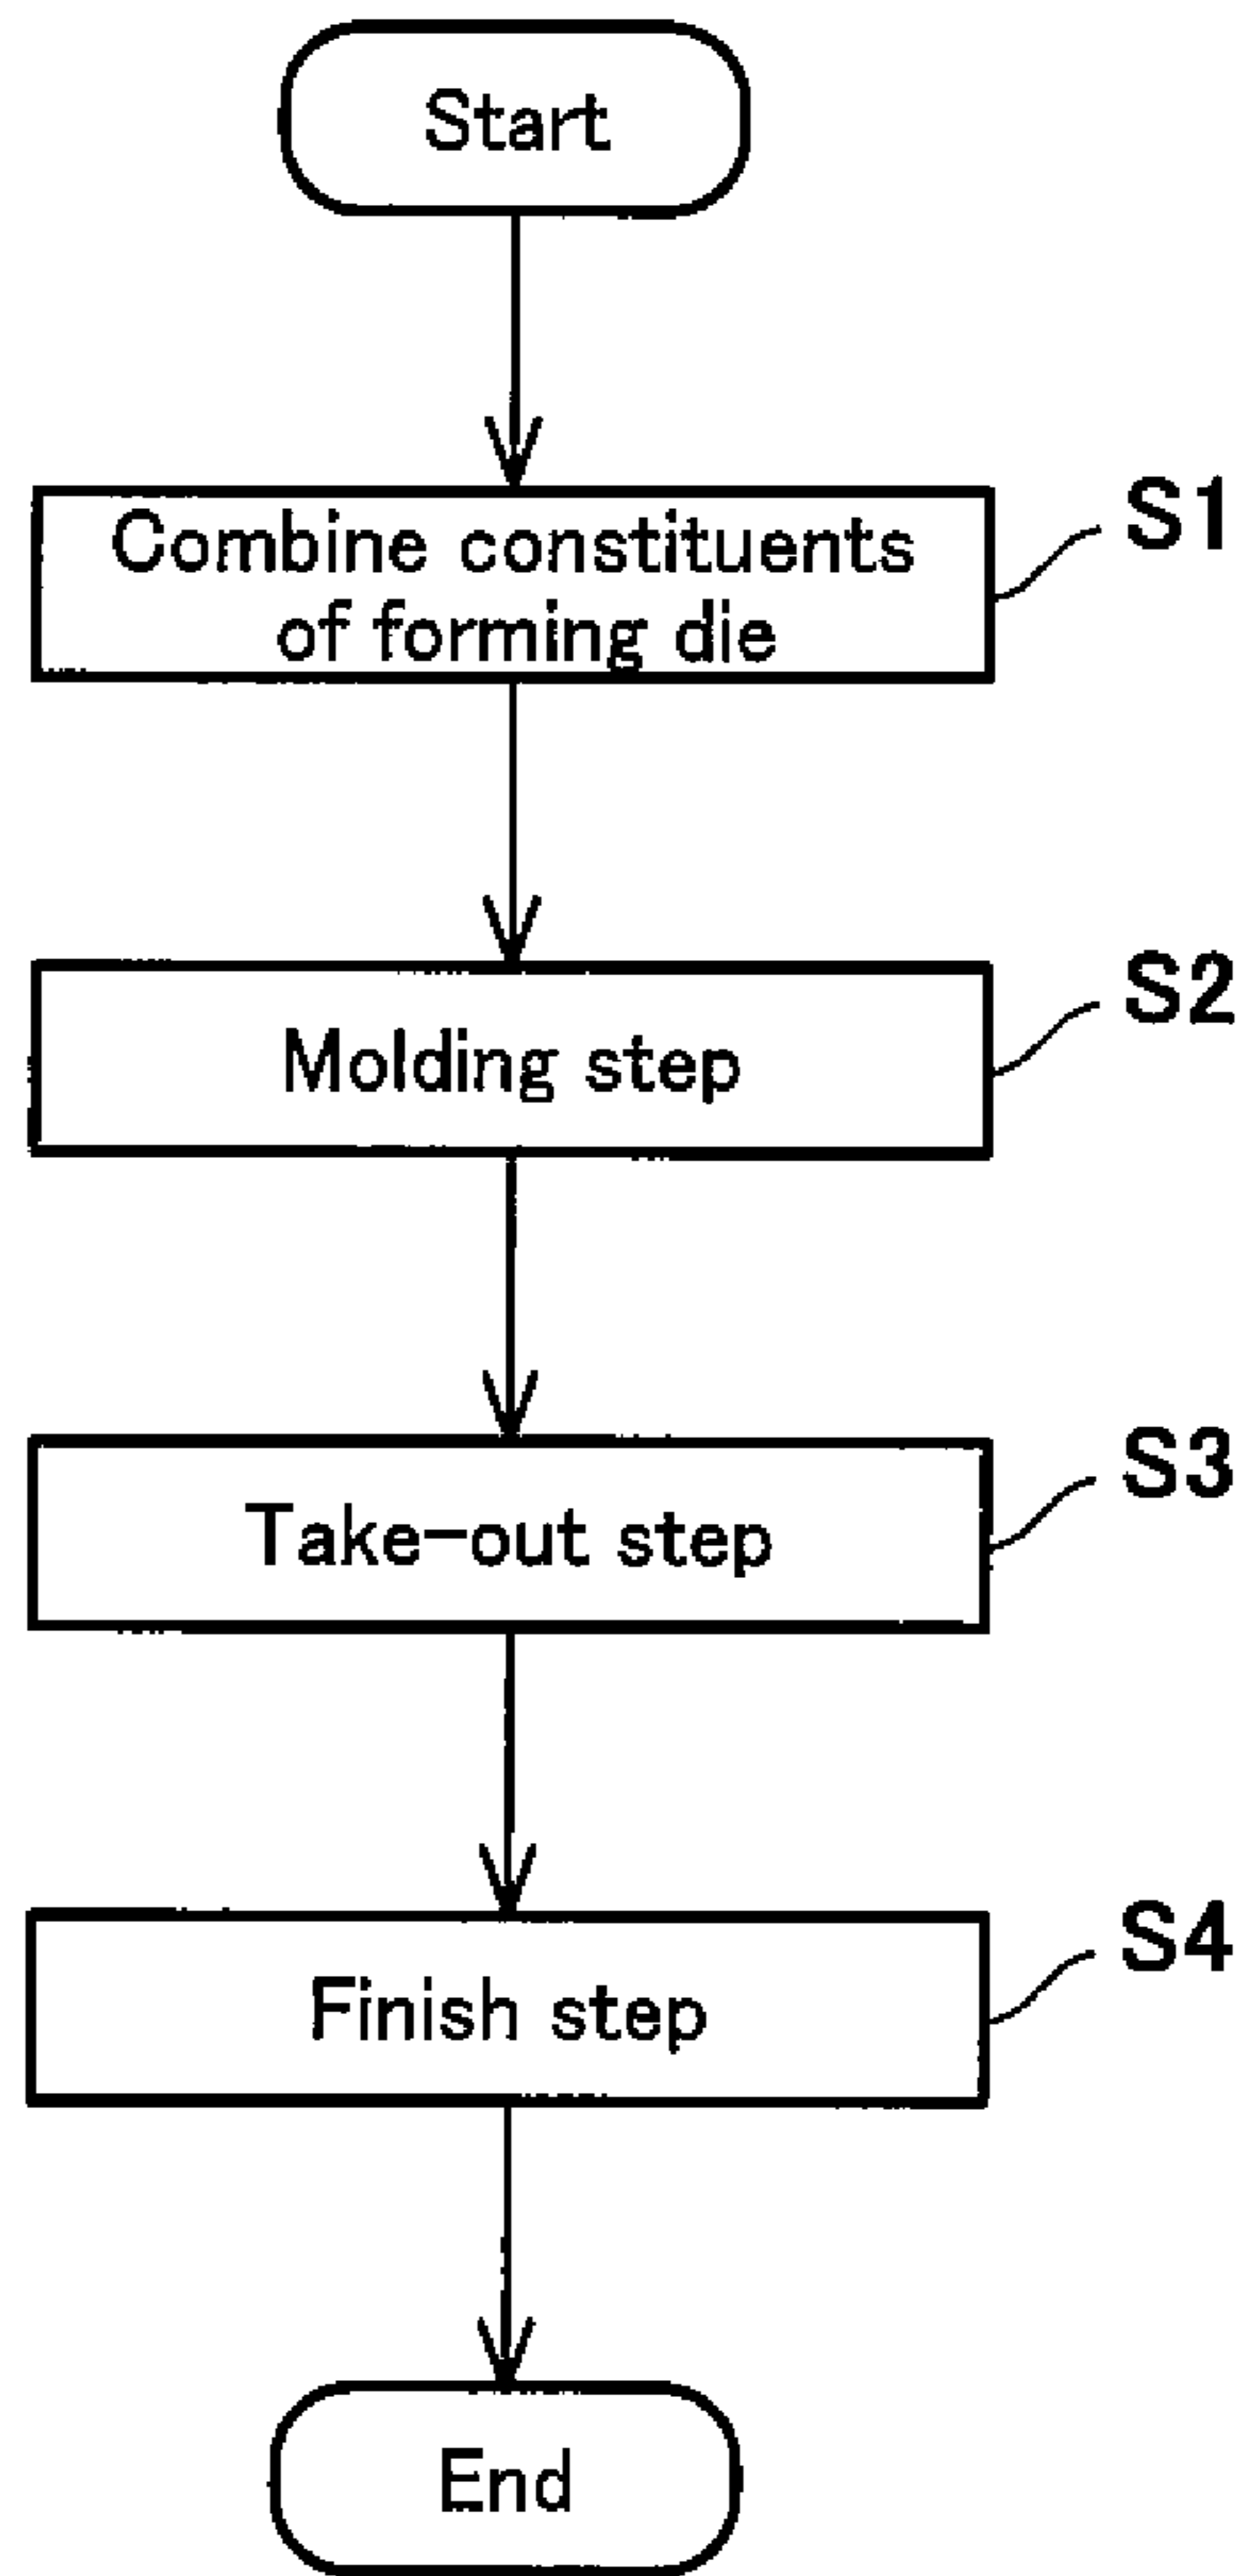 Start
Combine constituents
of forming die
S1
Molding step
S2
Take-out step
S3
Finish step
S4
End